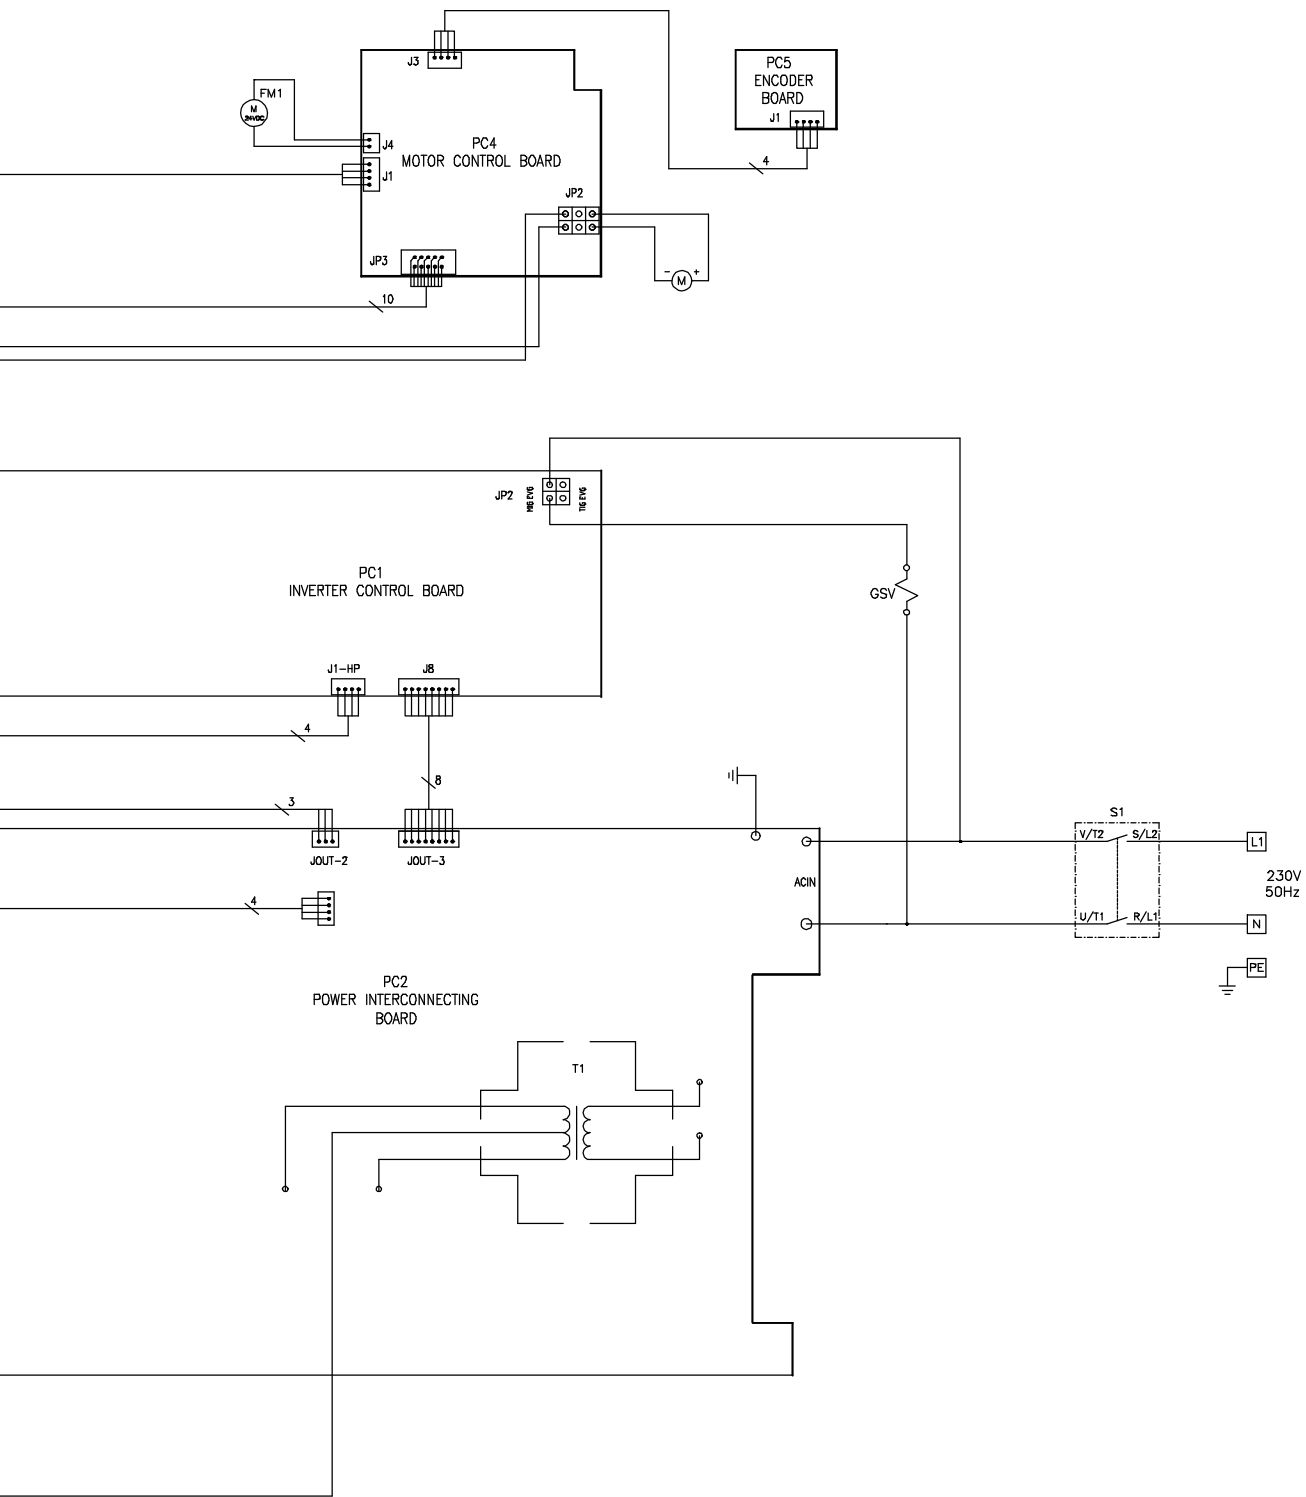 J3
PC5
ENCODER
BOARD
J1
FM1
M
24VDC
J4
PC4
MOTOR CONTROL BOARD
4
J1
JP2
JP3
- +
M
10
JP2
MIG EVG
TIG EVG
PC1
INVERTER CONTROL BOARD
GSV
J1-HP
J8
4
8
3
S1
V/T2 S/L2
L1
JOUT-2
JOUT-3
ACIN
230V
50Hz
4
U/T1 R/L1
N
PE
PC2
POWER INTERCONNECTING
BOARD
T1